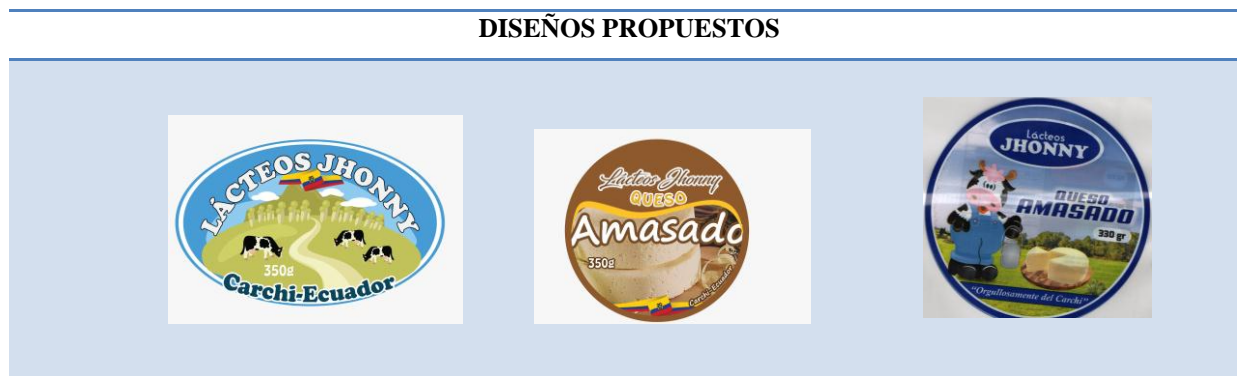 DISEÑOS PROPUESTOS
LÁCTEOS JHONNY
350g
Carchi-Ecuador
Lácteos Jhonny
QUESO
Amasado
350g
Carchi-Ecuador
Lácteos
JHONNY
QUESO
AMASADO
330 gr
"Orgullosamente del Carchi"